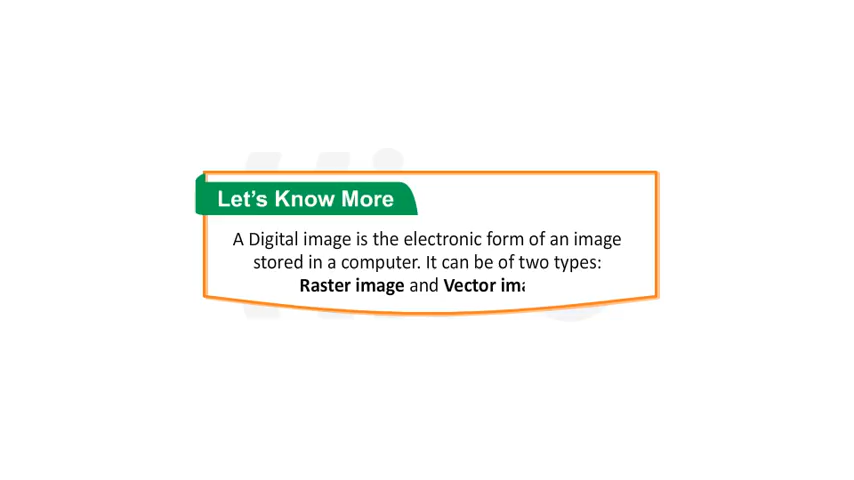 Let's Know More
A Digital image is the electronic form of an image
stored in a computer. It can be of two types:
Raster image and Vector